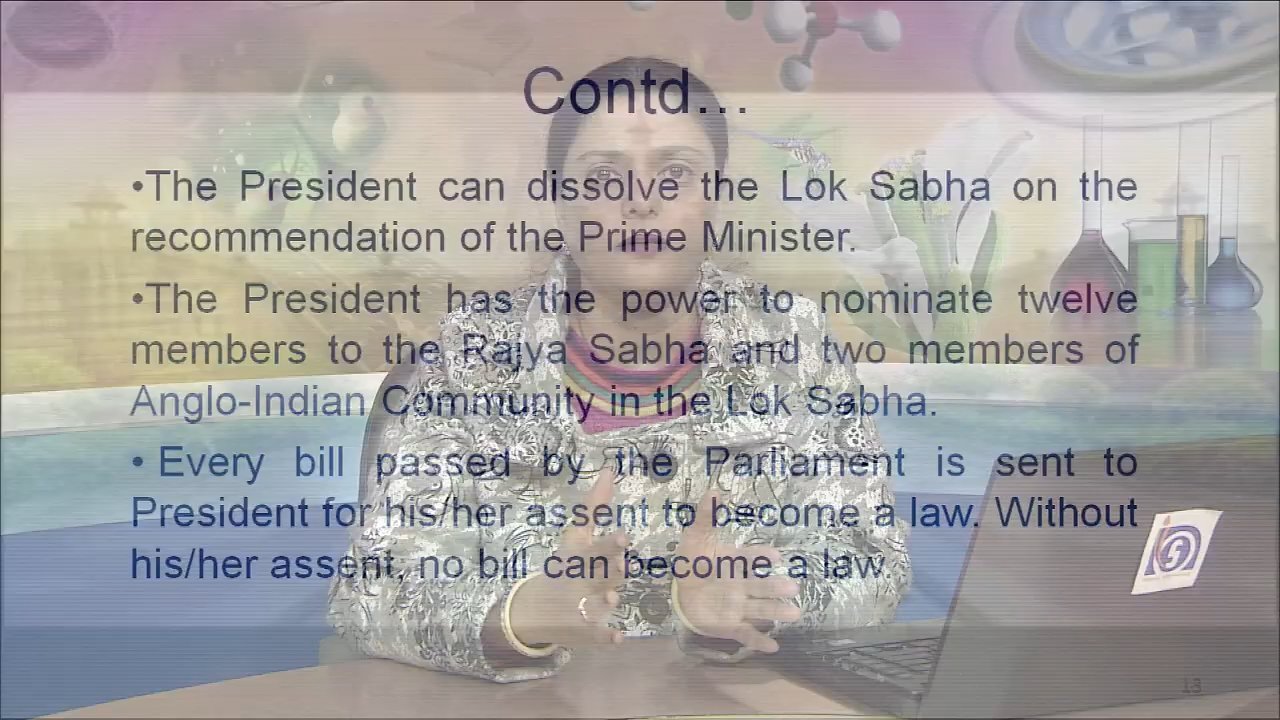 Contd...
•The President can dissolve the Lok Sabha on the
recommendation of the Prime Minister.
•The President has the power to nominate twelve
members to the Rajya Sabha and two members of
Anglo-Indian Community in the Lok Sabha.
• Every bill passed by the Parliament is sent to
President for his/her assent to become a law. Without
his/her assent, no bill can become a law.
13